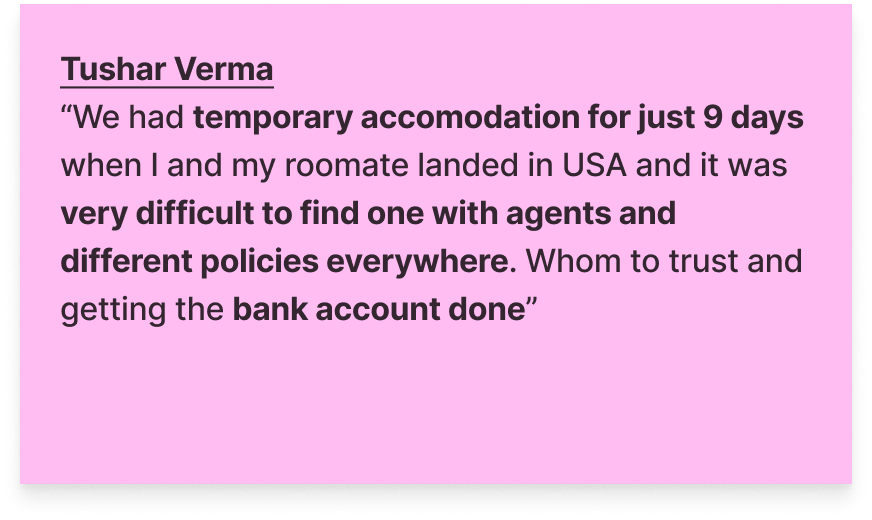 Tushar Verma
“We had temporary accomodation for just 9 days
when I and my roomate landed in USA and it was
very difficult to find one with agents and
different policies everywhere. Whom to trust and
getting the bank account done”